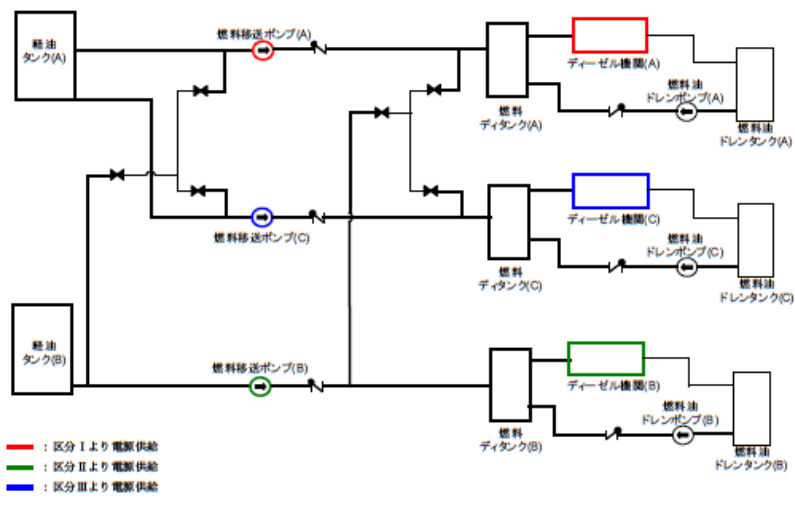 軽油
タンク(A)
燃料移送ポンプ(A)
燃料
ディタンク(A)
ディーゼル機関(A)
燃料油
ドレンポンプ(A)
燃料油
ドレンタンク(A)
燃料移送ポンプ(C)
燃料
ディタンク(C)
ディーゼル機関(C)
燃料油
ドレンポンプ(C)
燃料油
ドレンタンク(C)
軽油
タンク(B)
燃料移送ポンプ(B)
燃料
ディタンク(B)
ディーゼル機関(B)
燃料油
ドレンポンプ(B)
燃料油
ドレンタンク(B)
：区分Ⅰより電源供給
：区分Ⅱより電源供給
：区分Ⅲより電源供給